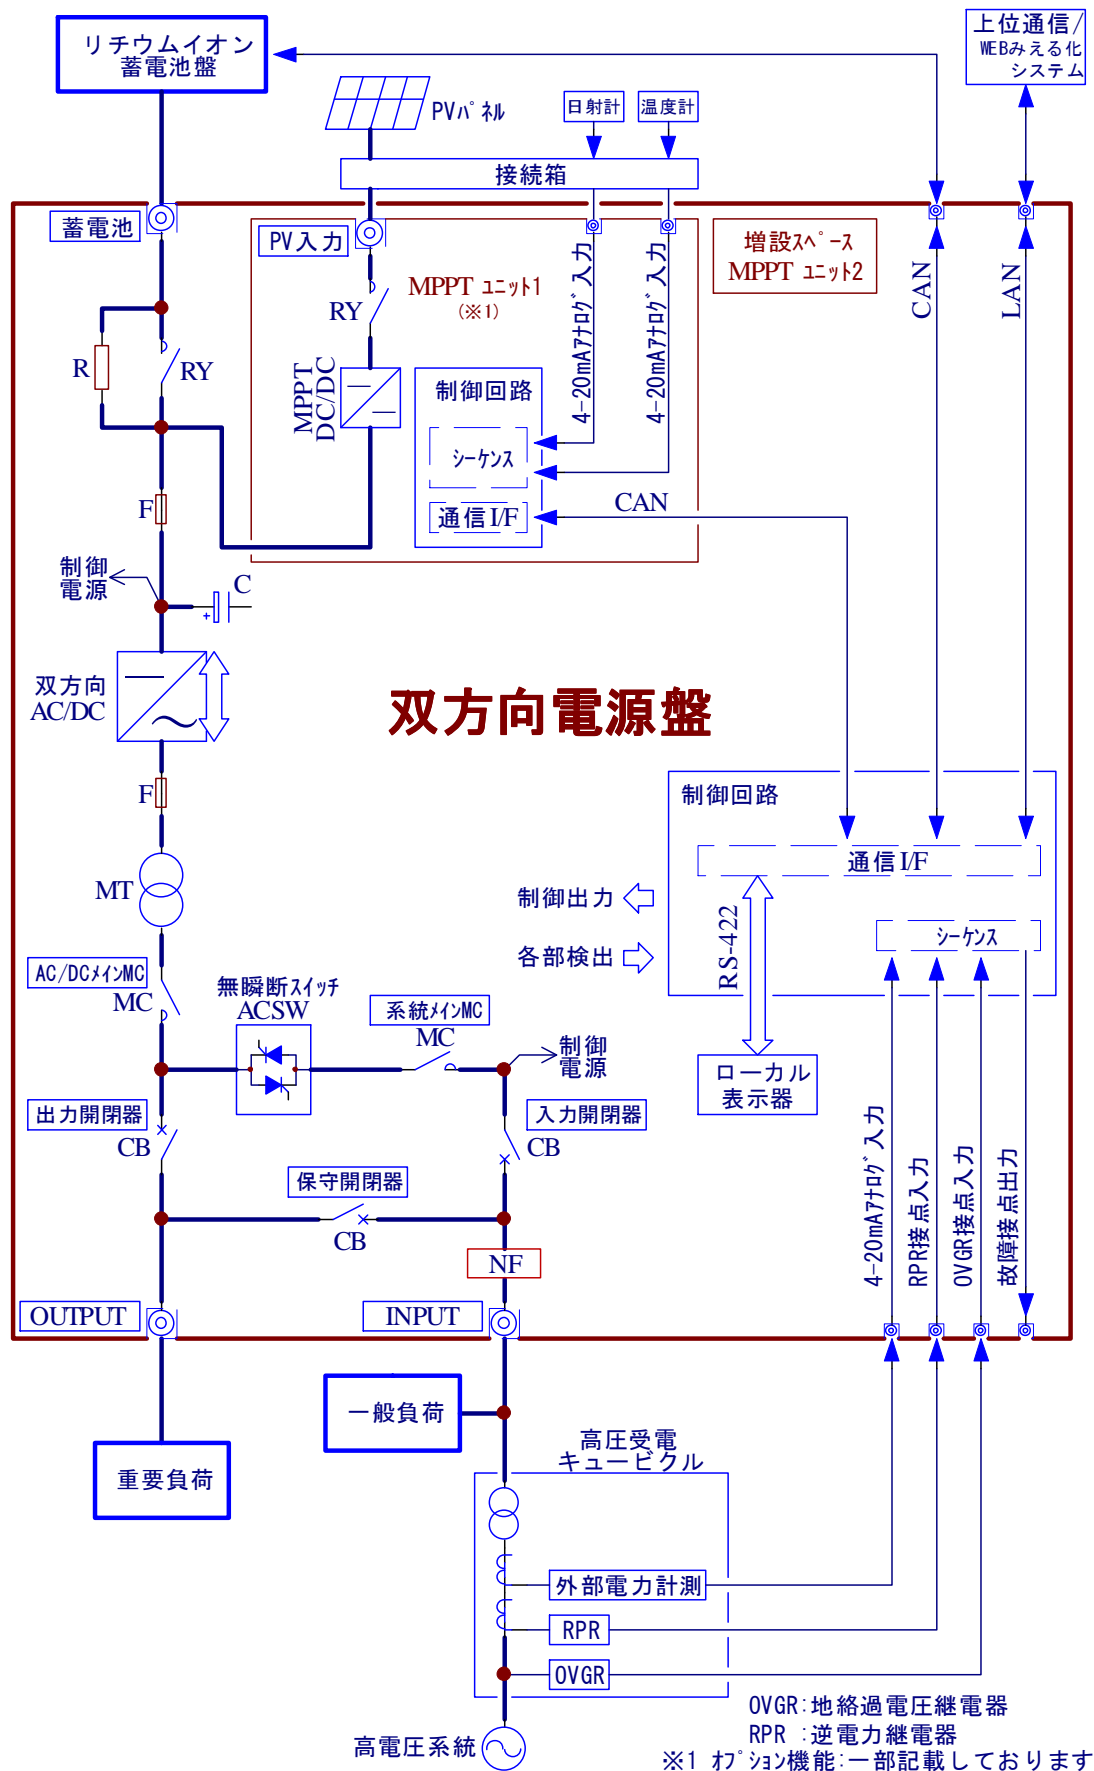 リチウムイオン
蓄電池盤
上位通信/
WEBみえる化
システム
PVパネル
日射計
温度計
接続箱
蓄電池
PV入力
MPPT ユニット1
(※1)
増設スペース
MPPT ユニット2
CAN
LAN
R
RY
RY
MPPT
DC/DC
4-20mAアナログ入力
4-20mAアナログ入力
制御回路
シーケンス
通信I/F
CAN
F
制御
電源
C
+
双方向
AC/DC
双方向電源盤
F
MT
制御回路
通信I/F
シーケンス
制御出力
各部検出
RS-422
ローカル
表示器
AC/DCメインMC
MC
無瞬断スイッチ
ACSW
系統メインMC
MC
制御
電源
出力開閉器
CB
入力開閉器
CB
保守開閉器
CB
NF
4-20mAアナログ入力
RPR接点入力
OVGR接点入力
故障接点出力
OUTPUT
INPUT
一般負荷
重要負荷
高圧受電
キュービクル
外部電力計測
RPR
OVGR
高電圧系統
OVGR:地絡過電圧継電器
RPR :逆電力継電器
※1 オプション機能:一部記載しております